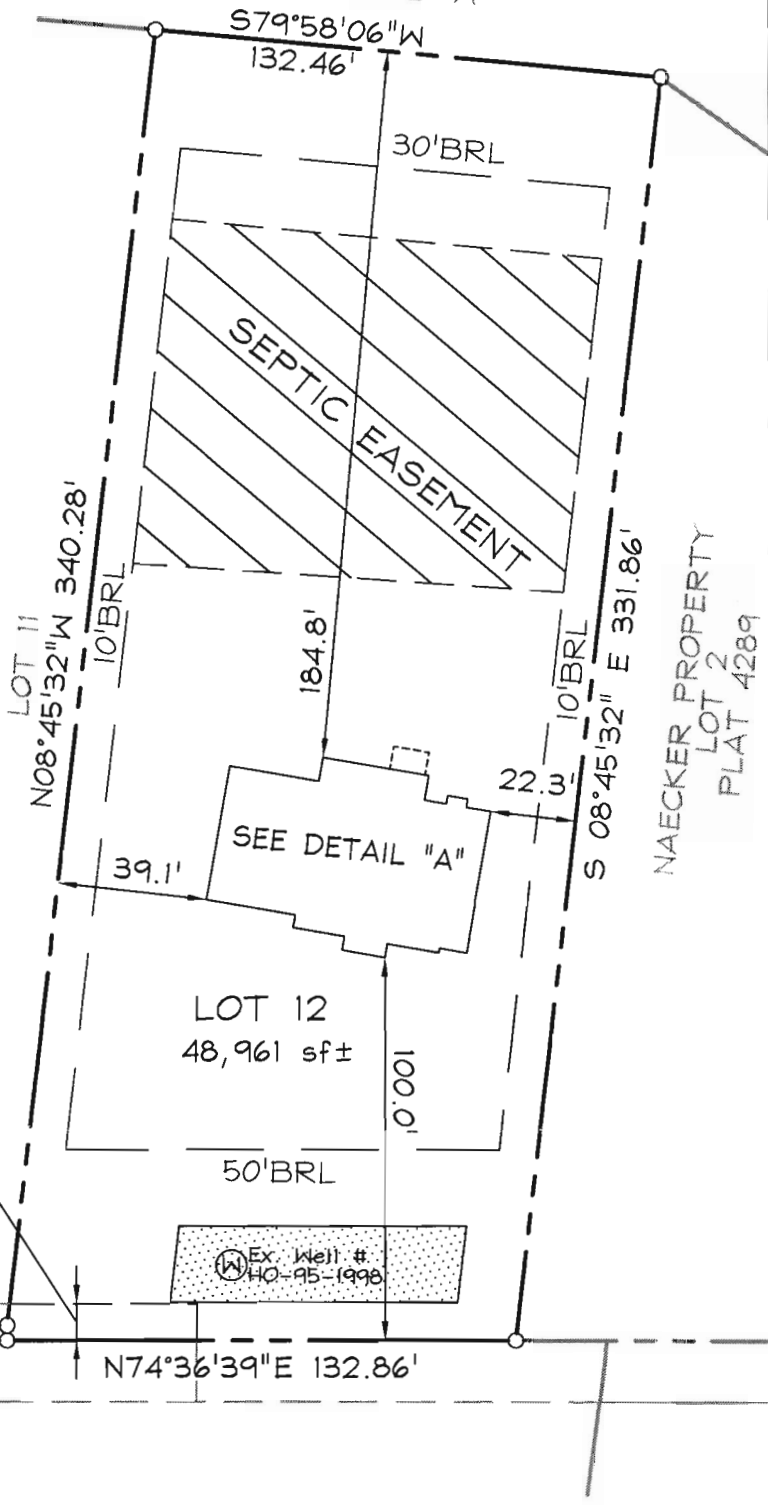 S79°58'06"W
132.46'
30'BRL
SEPTIC EASEMENT
N08°45'32"W 340.28'
LOT 11
10'BRL
184.8'
10'BRL
S 08°45'32" E 331.86'
NAECKER PROPERTY
LOT 2
PLAT 4289
22.3'
SEE DETAIL "A"
39.1'
LOT 12
48,961 sf±
100.0'
50'BRL
W
Ex. Well #
HO-95-1998
N74°36'39"E 132.86'